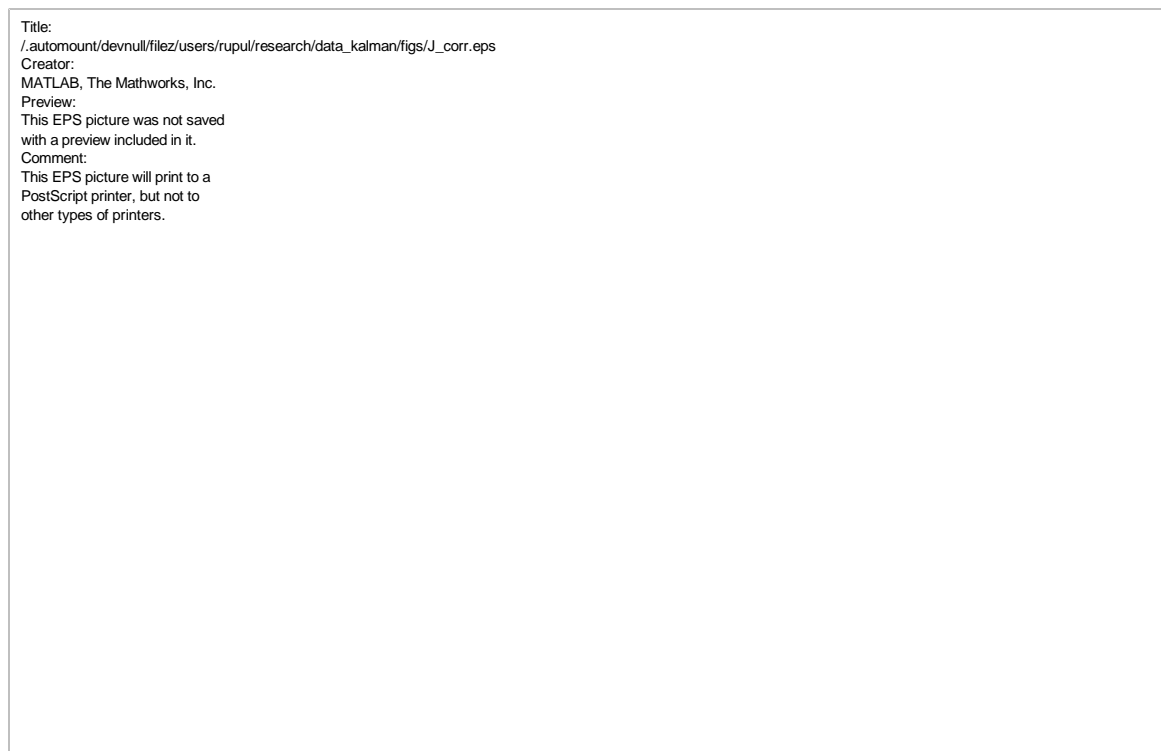 Title:
/.automount/devnull/filez/users/rupul/research/data_kalman/figs/J_corr.eps
Creator:
MATLAB, The Mathworks, Inc.
Preview:
This EPS picture was not saved
with a preview included in it.
Comment:
This EPS picture will print to a
PostScript printer, but not to
other types of printers.